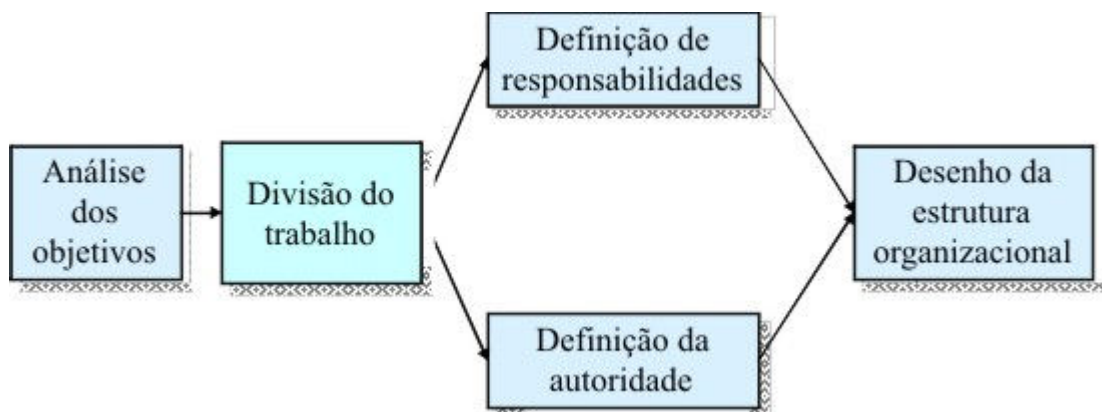 Definição de
responsabilidades
Análise
dos
objetivos
Divisão do
trabalho
Desenho da
estrutura
organizacional
Definição da
autoridade